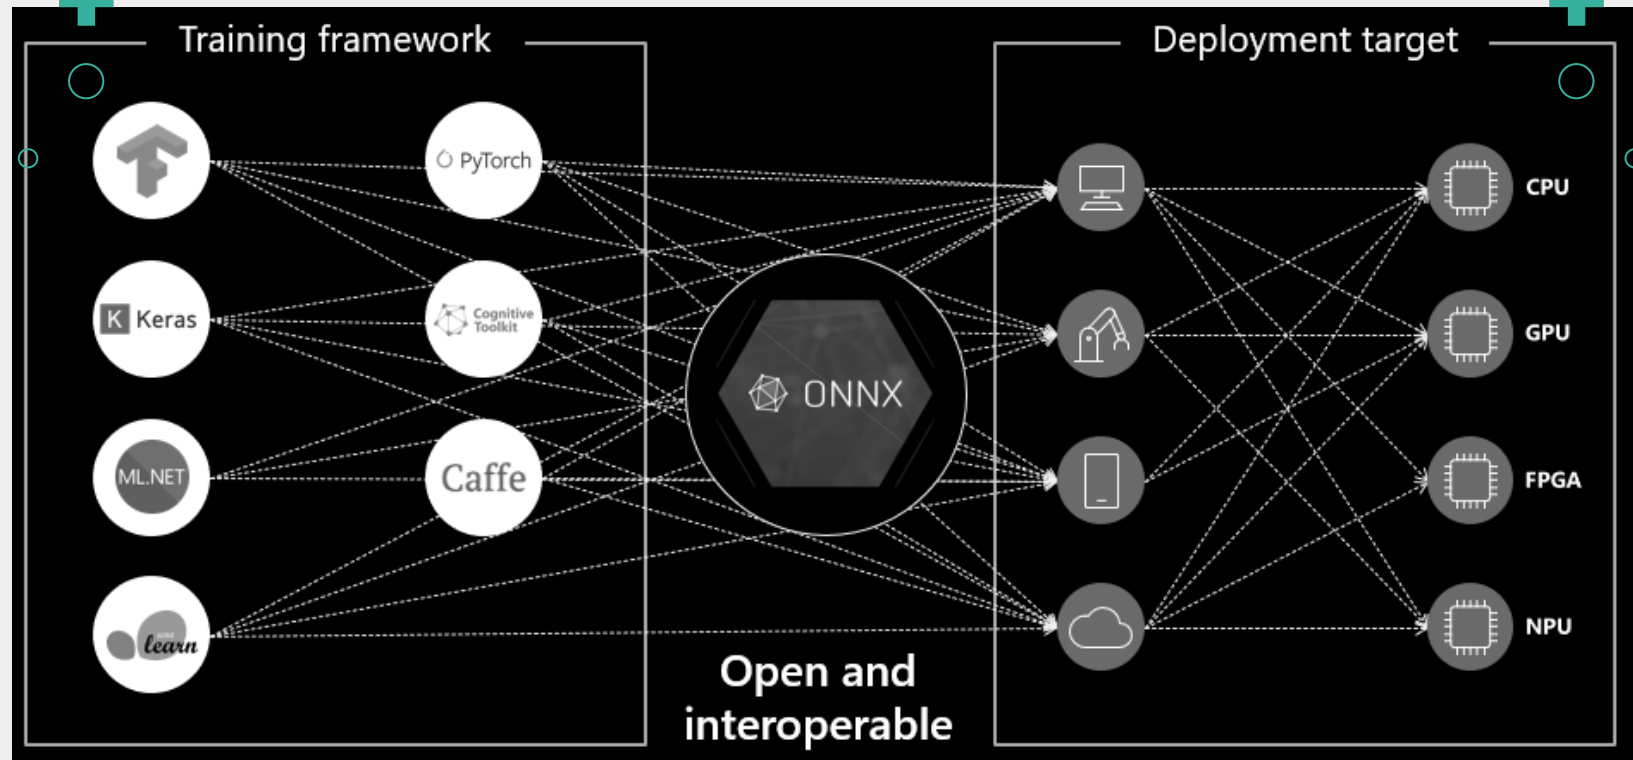 Training framework
Deployment target
PyTorch
CPU
K Keras
Cognitive
Toolkit
GPU
ONNX
ML.NET
Caffe
FPGA
scikit
learn
NPU
Open and
interoperable